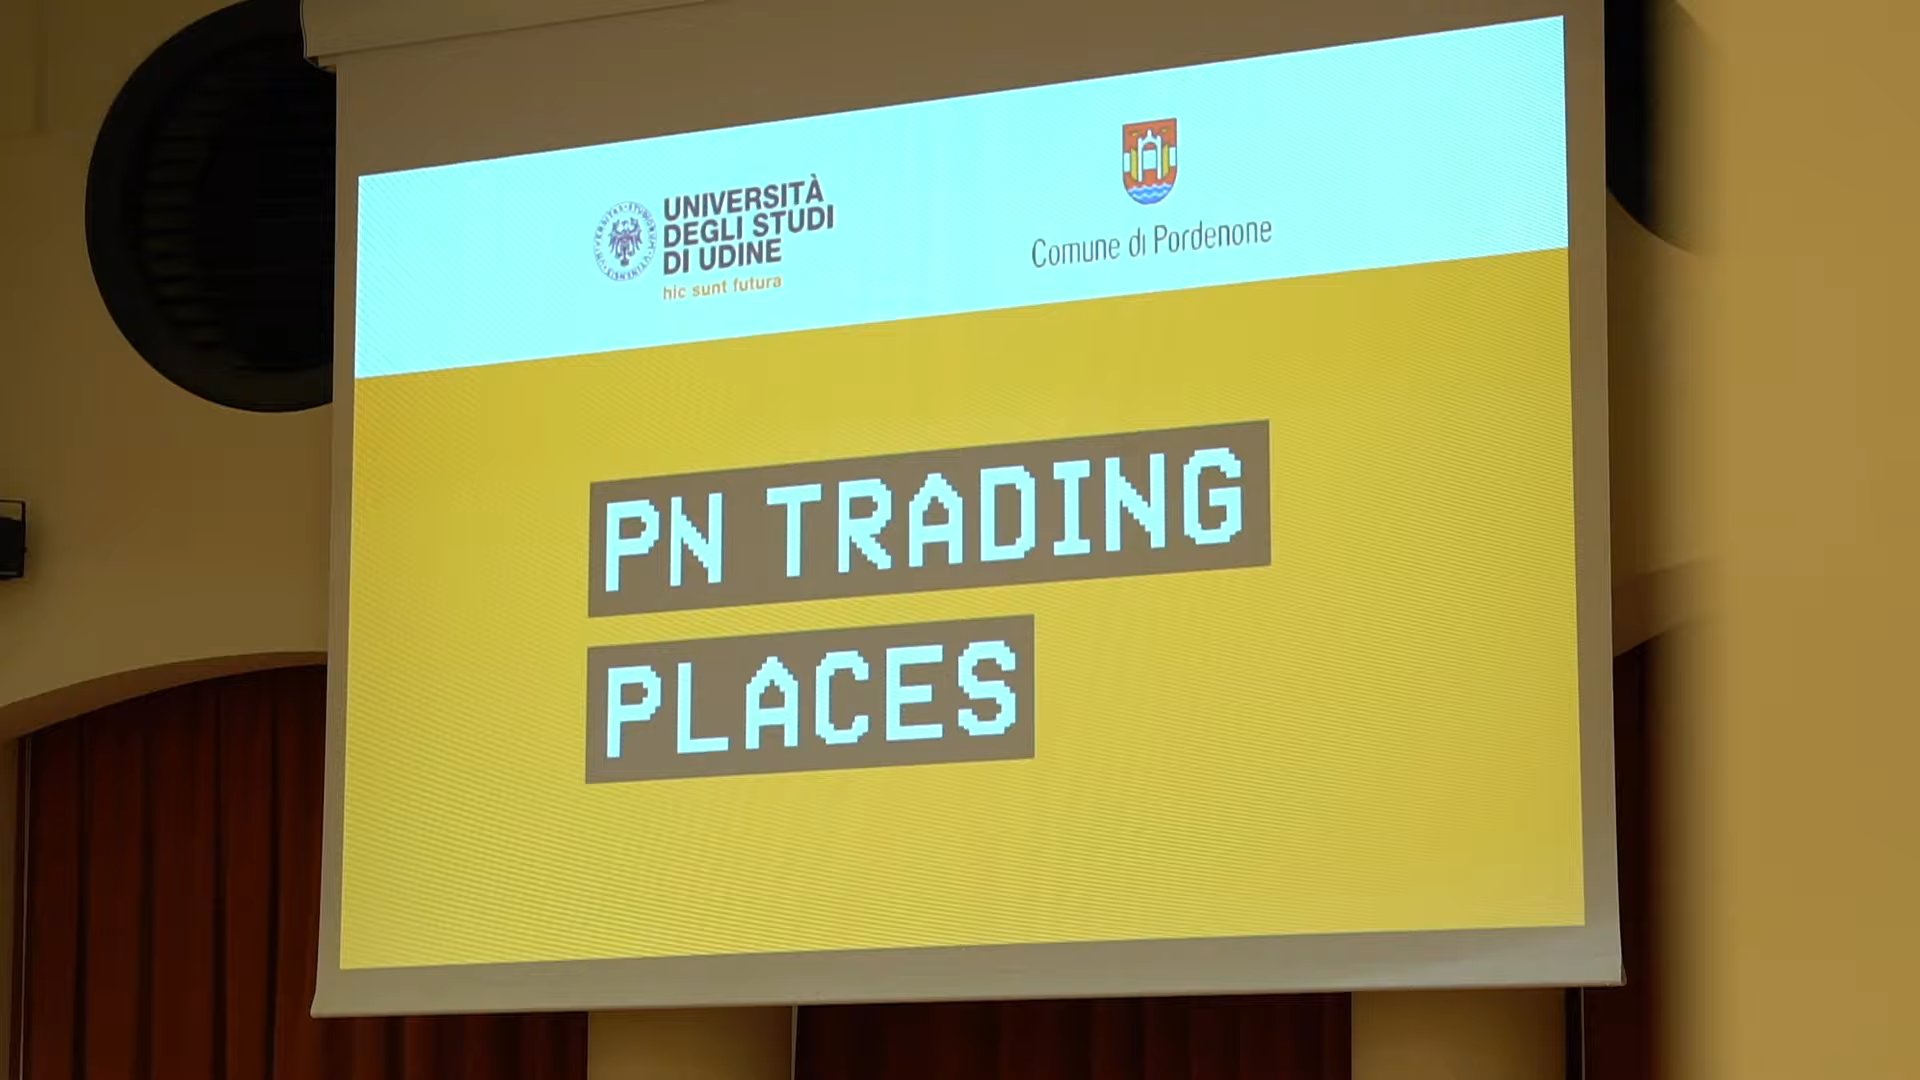 UNIVERSITÀ
DEGLI STUDI
DI UDINE
hic sunt futura
Comune di Pordenone
PN TRADING
PLACES